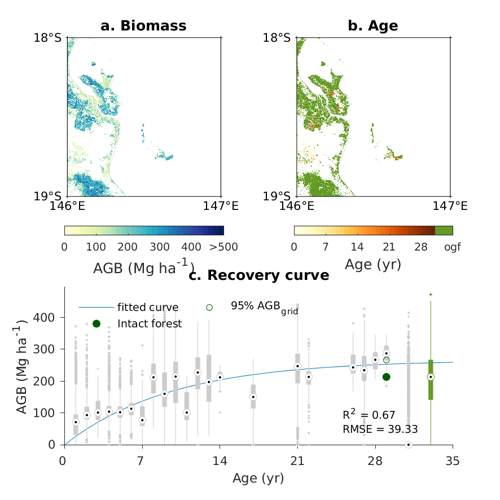 a. Biomass
b. Age
18°S
18°S
19°S
19°S
146°E
147°E
146°E
147°E
0 100 200 300 400 >500
0 7 14 21 28 ogf
AGB (Mg ha-1)
Age (yr)
c. Recovery curve
fitted curve
95% AGBgrid
Intact forest
AGB (Mg ha-1)
400
300
200
100
0
R2 = 0.67
RMSE = 39.33
0 7 14 21 28 35
Age (yr)